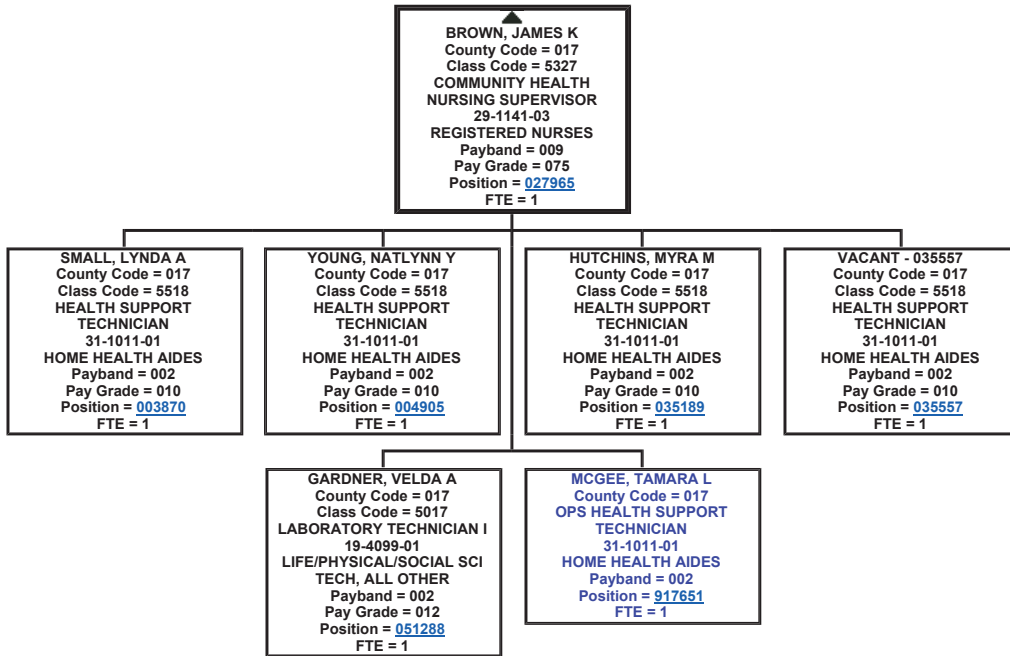 BROWN, JAMES K
County Code = 017
Class Code = 5327
COMMUNITY HEALTH
NURSING SUPERVISOR
29-1141-03
REGISTERED NURSES
Payband = 009
Pay Grade = 075
Position = 027965
FTE = 1
SMALL, LYNDA A
County Code = 017
Class Code = 5518
HEALTH SUPPORT
TECHNICIAN
31-1011-01
HOME HEALTH AIDES
Payband = 002
Pay Grade = 010
Position = 003870
FTE = 1
YOUNG, NATLYNN Y
County Code = 017
Class Code = 5518
HEALTH SUPPORT
TECHNICIAN
31-1011-01
HOME HEALTH AIDES
Payband = 002
Pay Grade = 010
Position = 004905
FTE = 1
HUTCHINS, MYRA M
County Code = 017
Class Code = 5518
HEALTH SUPPORT
TECHNICIAN
31-1011-01
HOME HEALTH AIDES
Payband = 002
Pay Grade = 010
Position = 035189
FTE = 1
VACANT - 035557
County Code = 017
Class Code = 5518
HEALTH SUPPORT
TECHNICIAN
31-1011-01
HOME HEALTH AIDES
Payband = 002
Pay Grade = 010
Position = 035557
FTE = 1
GARDNER, VELDA A
County Code = 017
Class Code = 5017
LABORATORY TECHNICIAN I
19-4099-01
LIFE/PHYSICAL/SOCIAL SCI
TECH, ALL OTHER
Payband = 002
Pay Grade = 012
Position = 051288
FTE = 1
MCGEE, TAMARA L
County Code = 017
OPS HEALTH SUPPORT
TECHNICIAN
31-1011-01
HOME HEALTH AIDES
Payband = 002
Position = 917651
FTE = 1